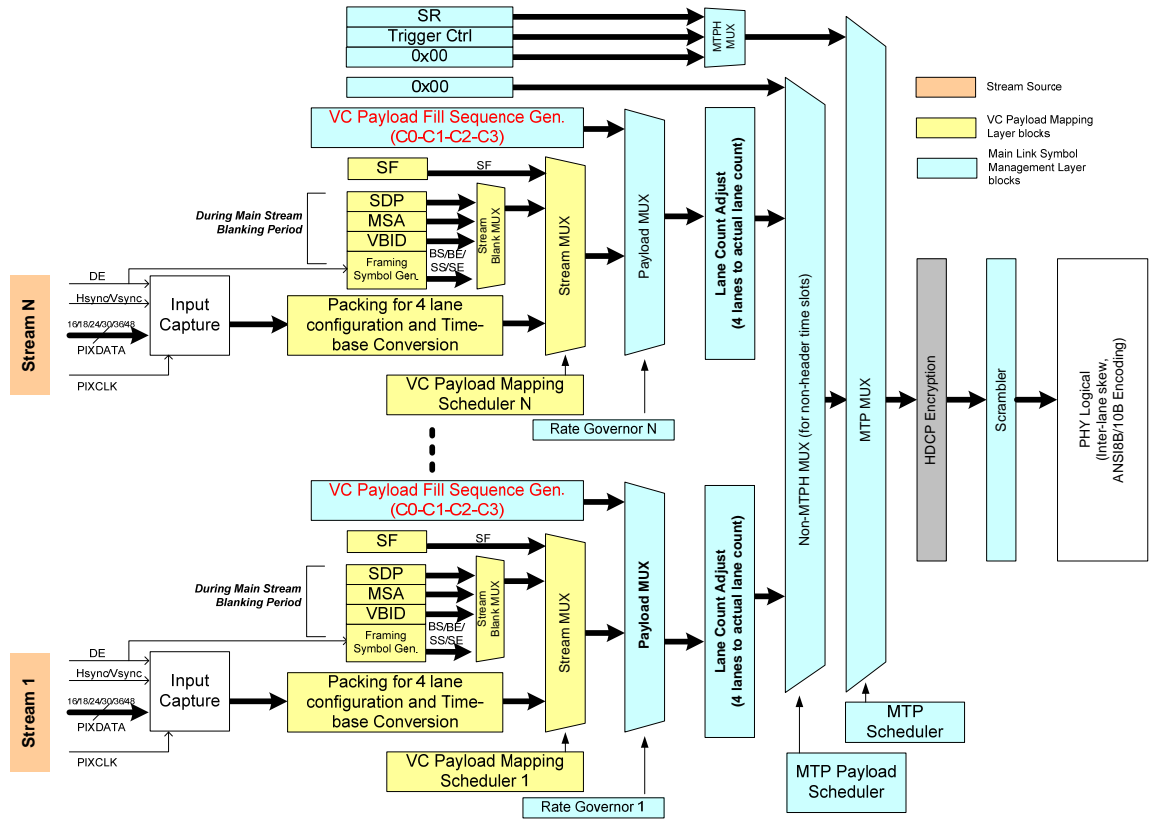 SR
Trigger Ctrl
0x00
MTPH
MUX
0x00
VC Payload Fill Sequence Gen.
(C0-C1-C2-C3)
SF
SF
SDP
MSA
VBID
Framing
Symbol Gen.
During Main Stream
Blanking Period
BS/BE/
SS/SE
Stream
Blank MUX
Stream MUX
Payload MUX
Lane Count Adjust
(4 lanes to actual lane count)
Stream N
DE
Hsync/Vsync
16/18/24/30/36/48
PIXDATA
PIXCLK
Input
Capture
Packing for 4 lane
configuration and Time-
base Conversion
VC Payload Mapping
Scheduler N
Rate Governor N
VC Payload Fill Sequence Gen.
(C0-C1-C2-C3)
SF
SF
SDP
MSA
VBID
Framing
Symbol Gen.
During Main Stream
Blanking Period
BS/BE/
SS/SE
Stream
Blank MUX
Stream MUX
Payload MUX
Lane Count Adjust
(4 lanes to actual lane count)
Stream 1
DE
Hsync/Vsync
16/18/24/30/36/48
PIXDATA
PIXCLK
Input
Capture
Packing for 4 lane
configuration and Time-
base Conversion
VC Payload Mapping
Scheduler 1
Rate Governor 1
Non-MTPH MUX (for non-header time slots)
MTP MUX
MTP Payload
Scheduler
MTP
Scheduler
HDCP Encryption
Scrambler
PHY Logical
(Inter-lane skew,
ANSI8B/10B Encoding)
Stream Source
VC Payload Mapping
Layer blocks
Main Link Symbol
Management Layer
blocks